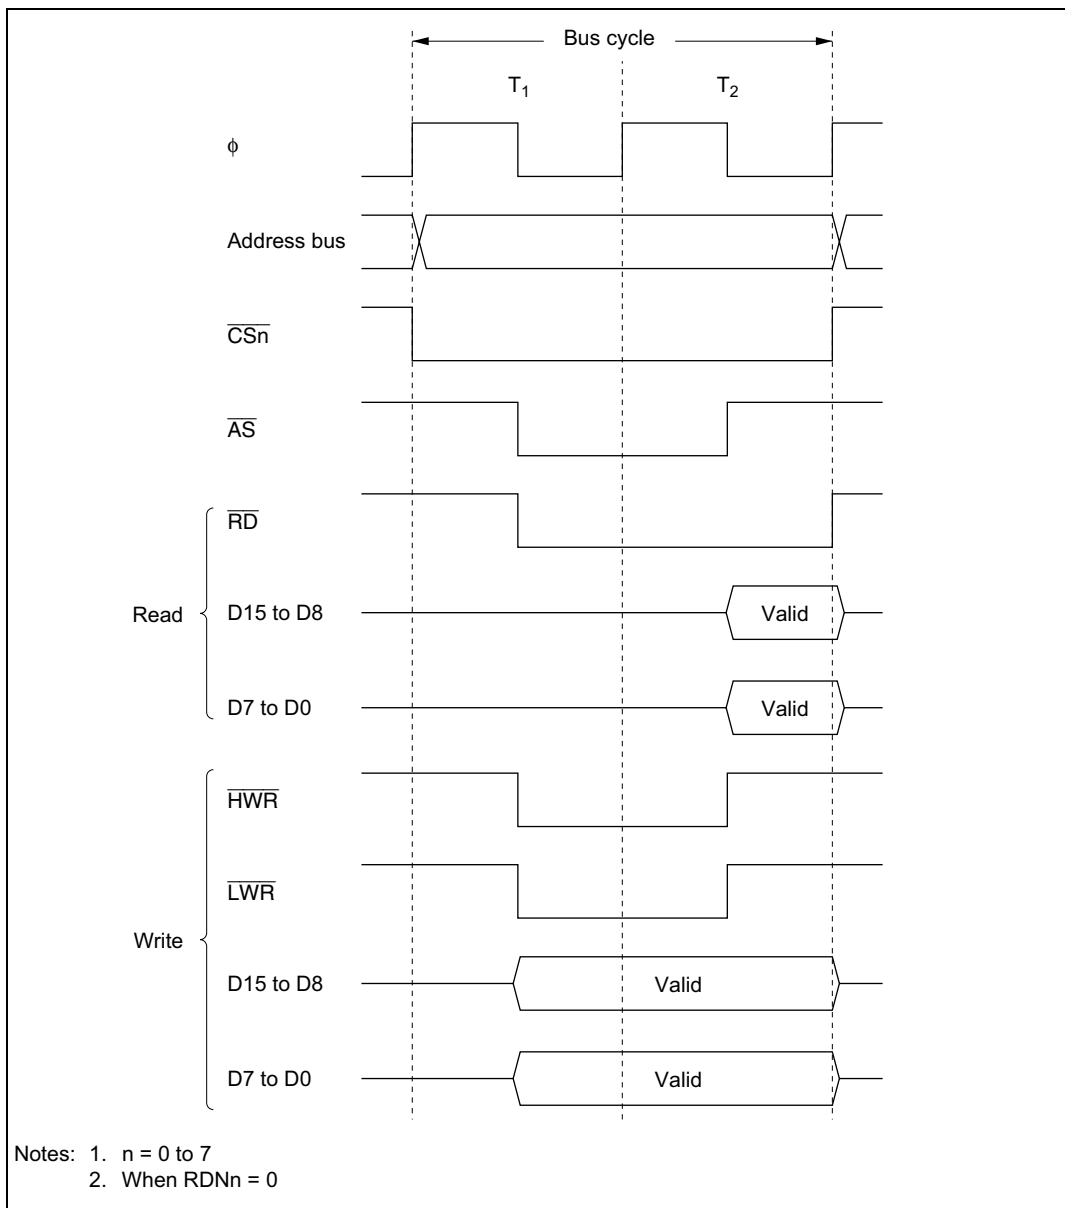 Bus cycle
T1 T2
ϕ
Address bus
CSn
AS
RD
Read
D15 to D8 Valid
D7 to D0 Valid
HWR
LWR
Write
D15 to D8 Valid
D7 to D0 Valid
Notes: 1. n = 0 to 7
2. When RDNn = 0